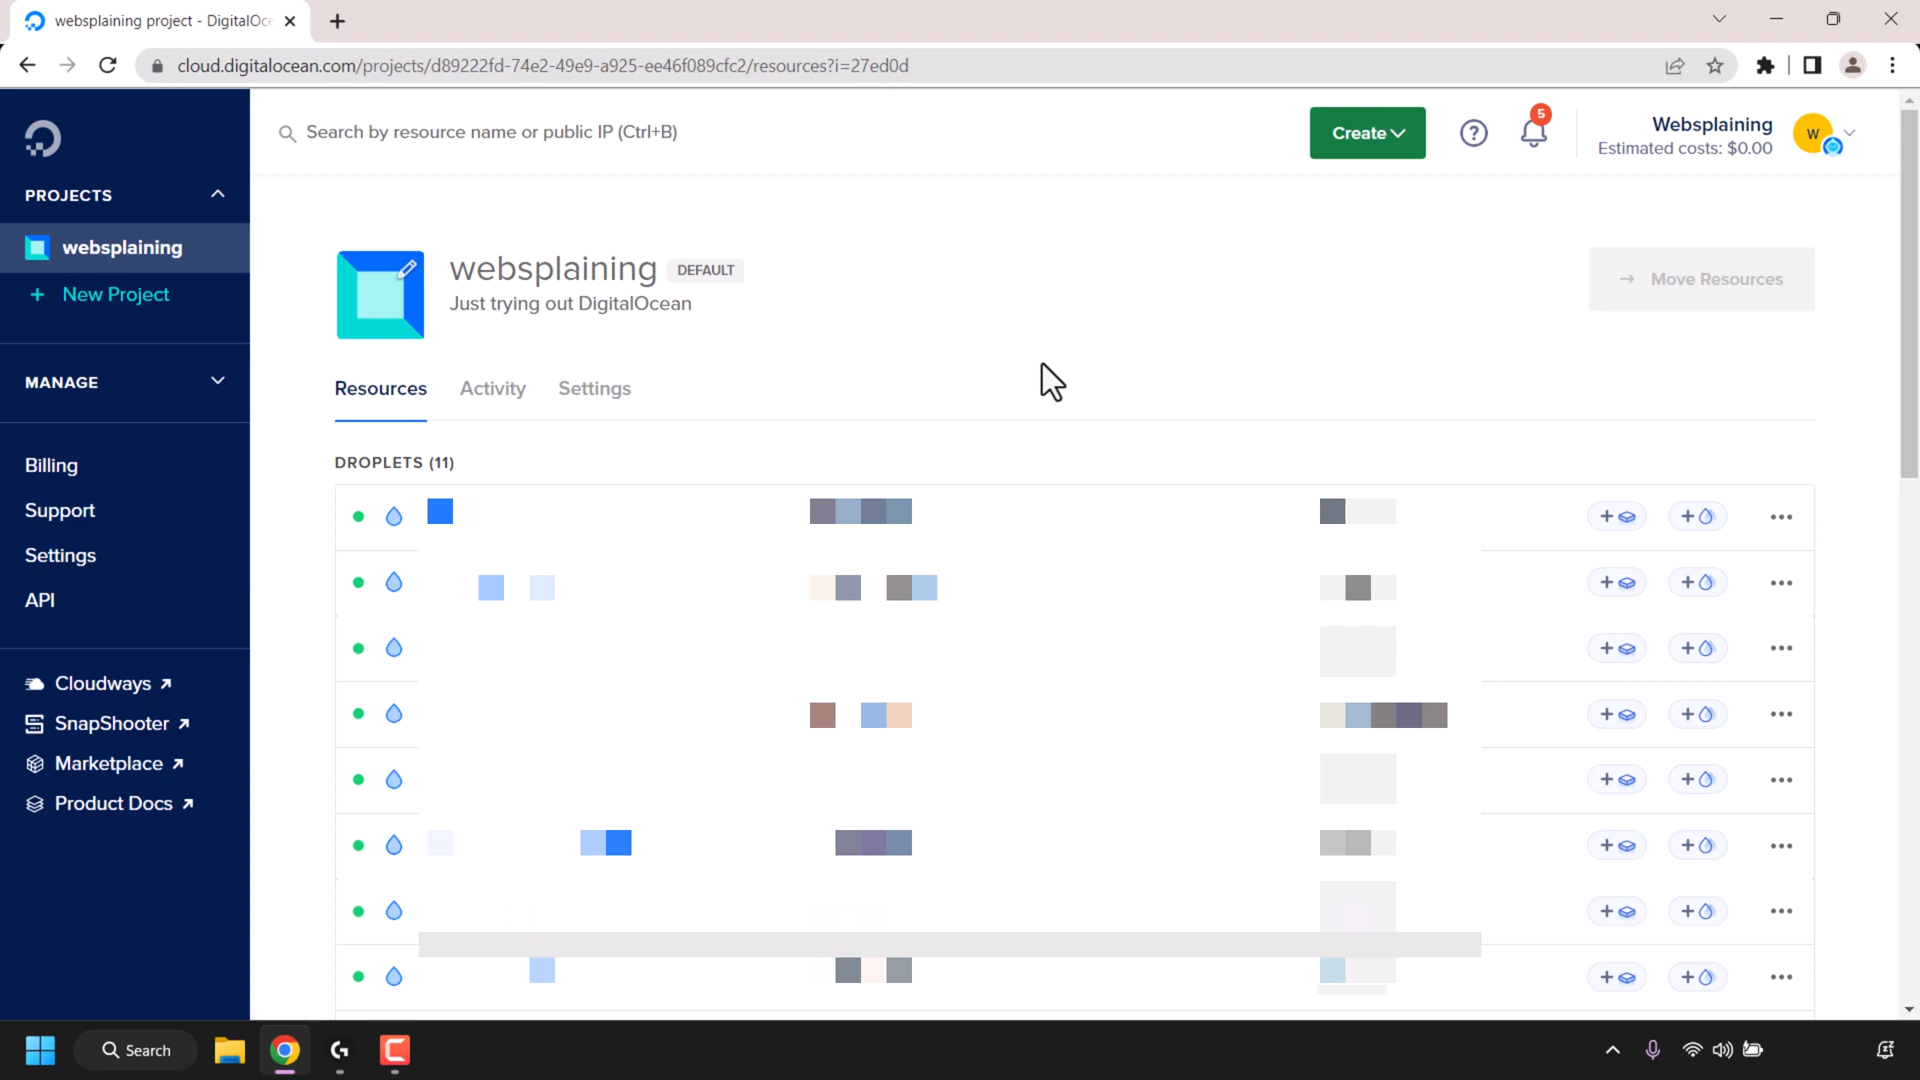 websplaining project - DigitalOce
cloud.digitalocean.com/projects/d89222fd-74e2-49e9-a925-ee46f089cfc2/resources?i=27ed0d
PROJECTS
websplaining
+ New Project
MANAGE
Billing
Support
Settings
API
Cloudways
SnapShooter
Marketplace
Product Docs
Search by resource name or public IP (Ctrl+B)
Create
5
Websplaining
Estimated costs: $0.00
W
websplaining DEFAULT
Just trying out DigitalOcean
→ Move Resources
Resources Activity Settings
DROPLETS (11)
Search